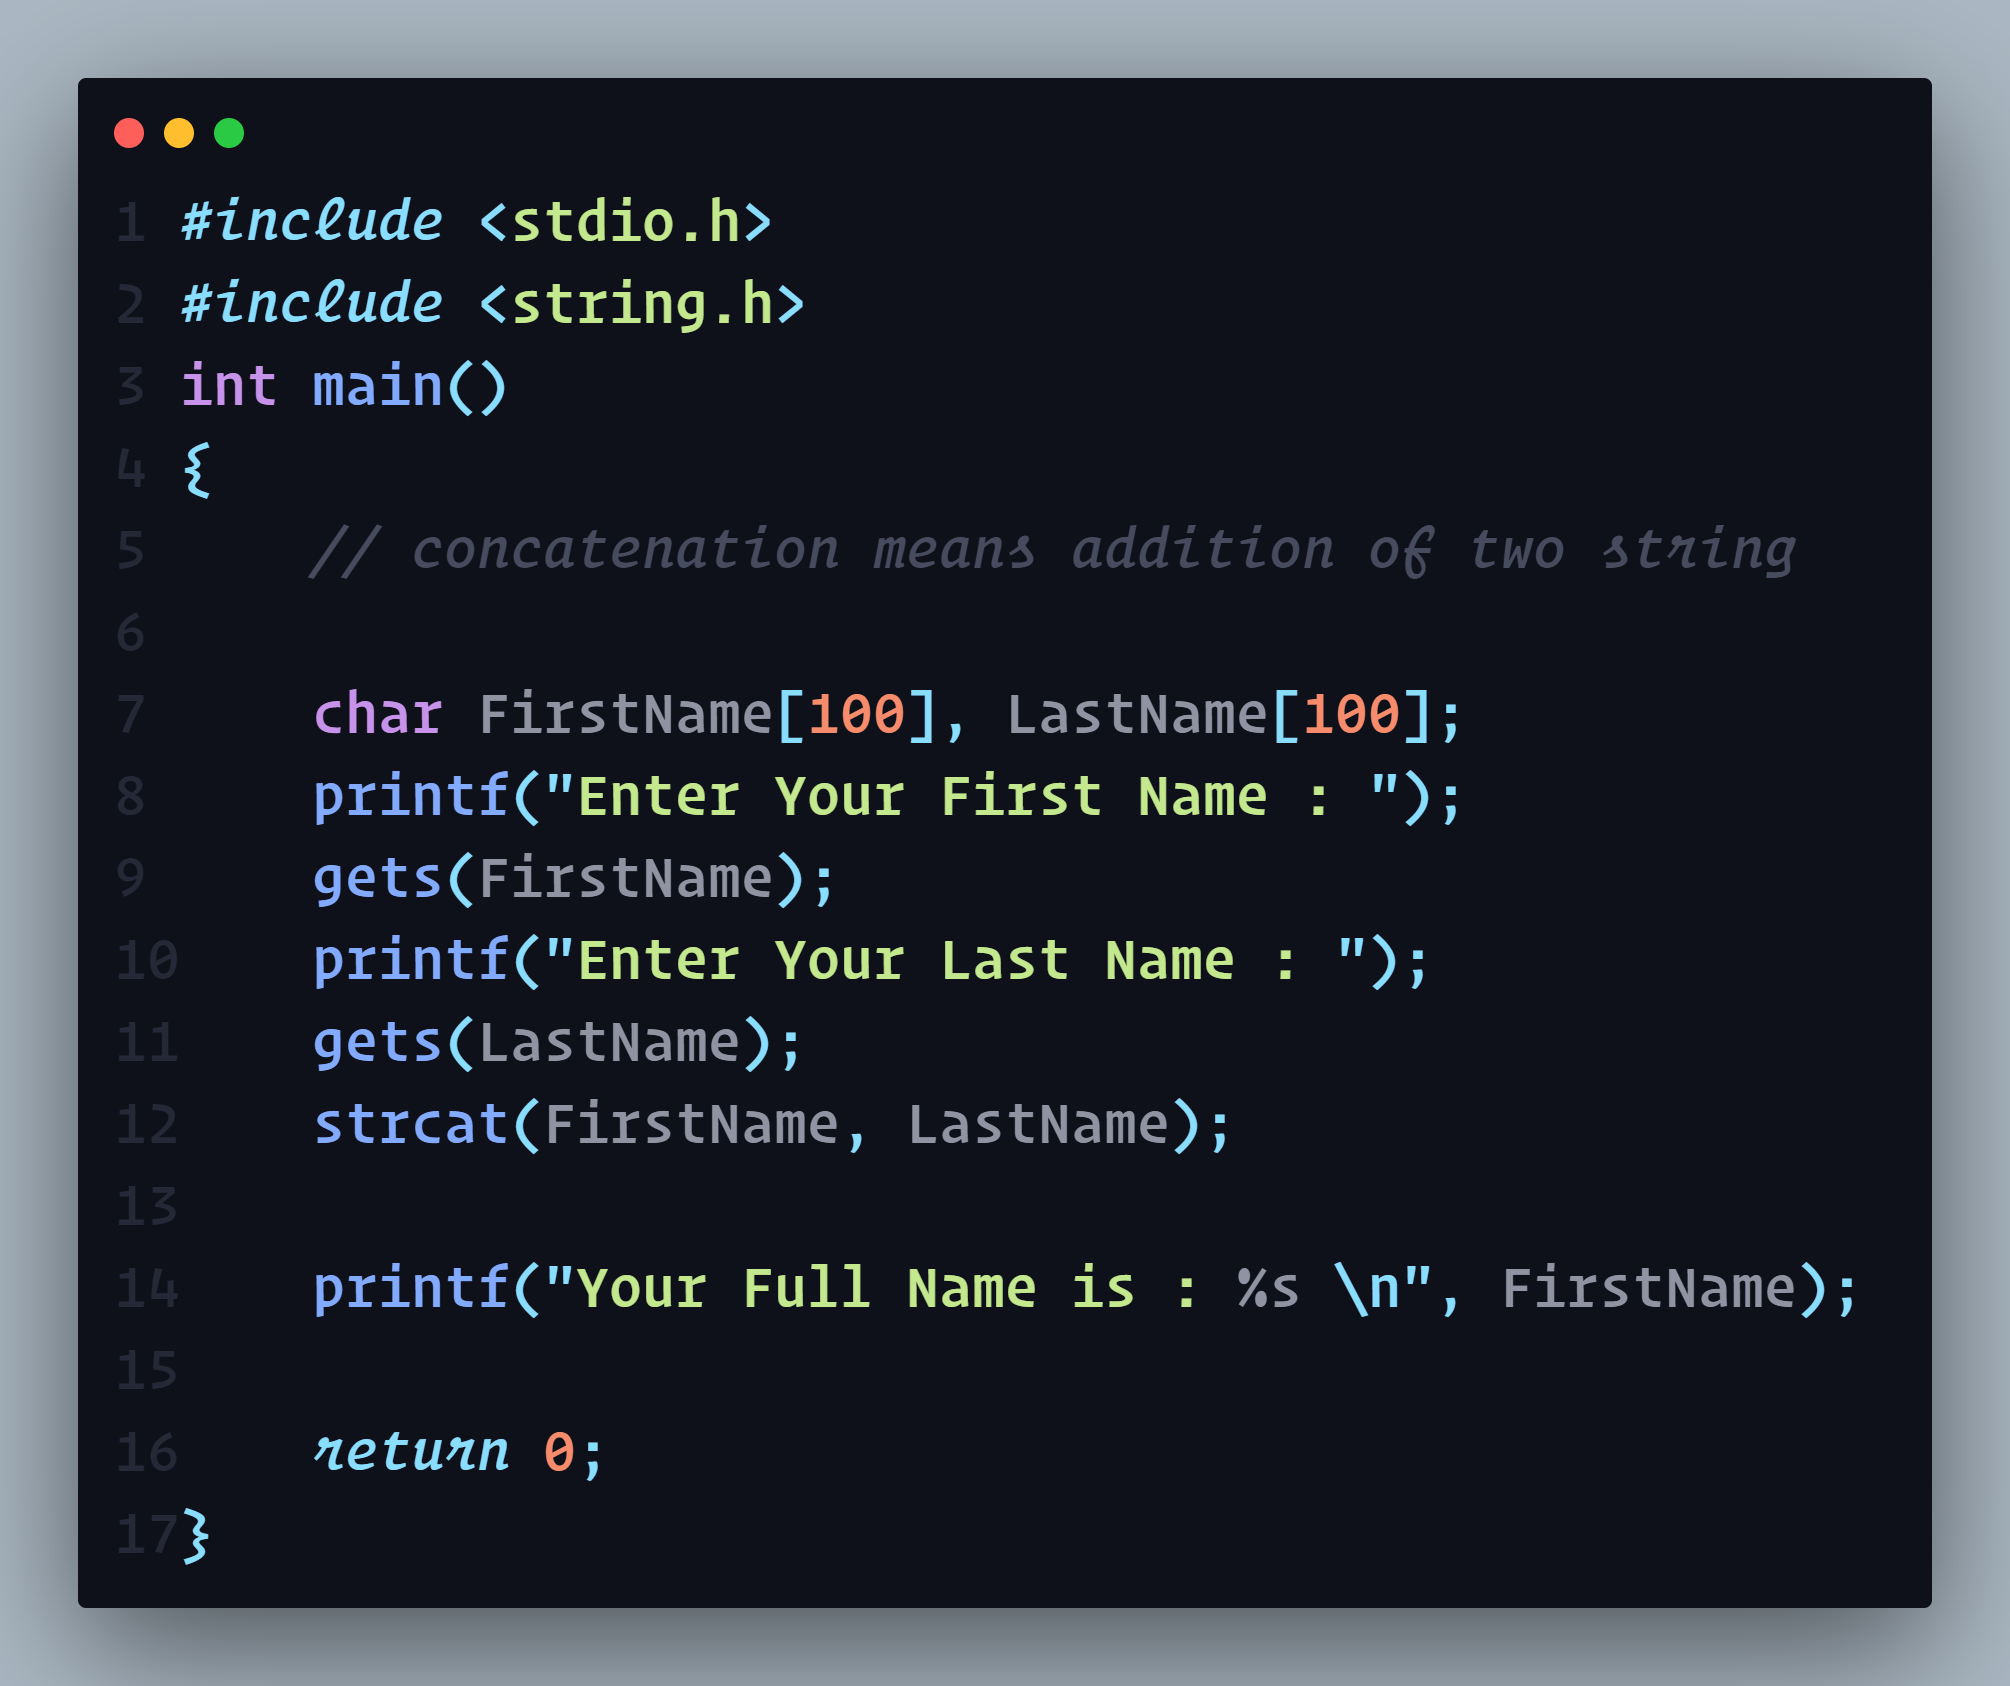 1 #include <stdio.h>
2 #include <string.h>
3 int main()
4 {
5     // concatenation means addition of two string
6
7     char FirstName[100], LastName[100];
8     printf("Enter Your First Name : ");
9     gets(FirstName);
10    printf("Enter Your Last Name : ");
11    gets(LastName);
12    strcat(FirstName, LastName);
13
14    printf("Your Full Name is : %s \n", FirstName);
15
16    return 0;
17}